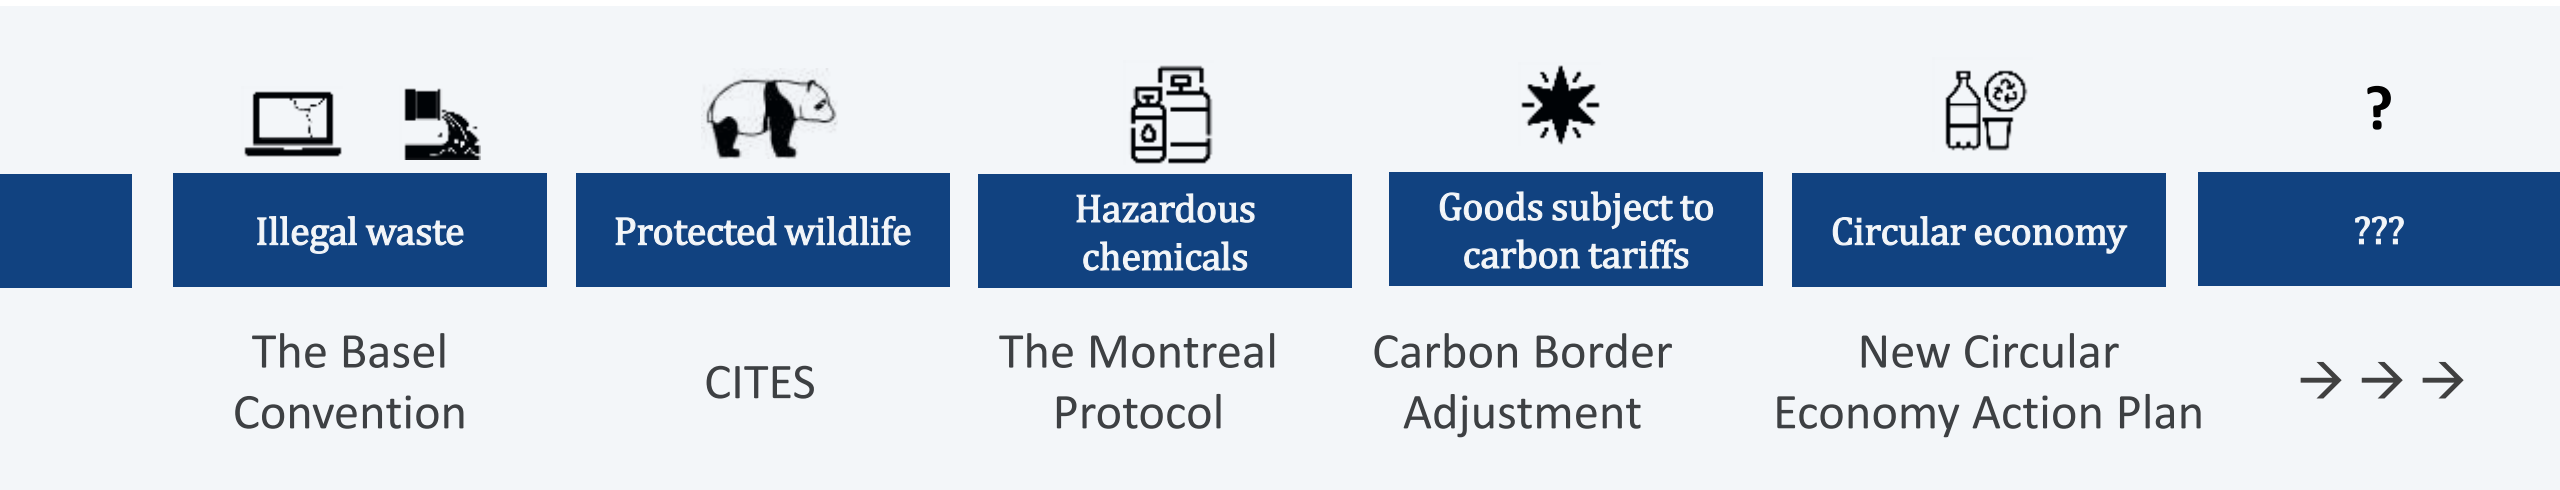 ?
Illegal waste
Protected wildlife
Hazardous
chemicals
Goods subject to
carbon tariffs
Circular economy
???
The Basel
Convention
CITES
The Montreal
Protocol
Carbon Border
Adjustment
New Circular
Economy Action Plan
→ → →